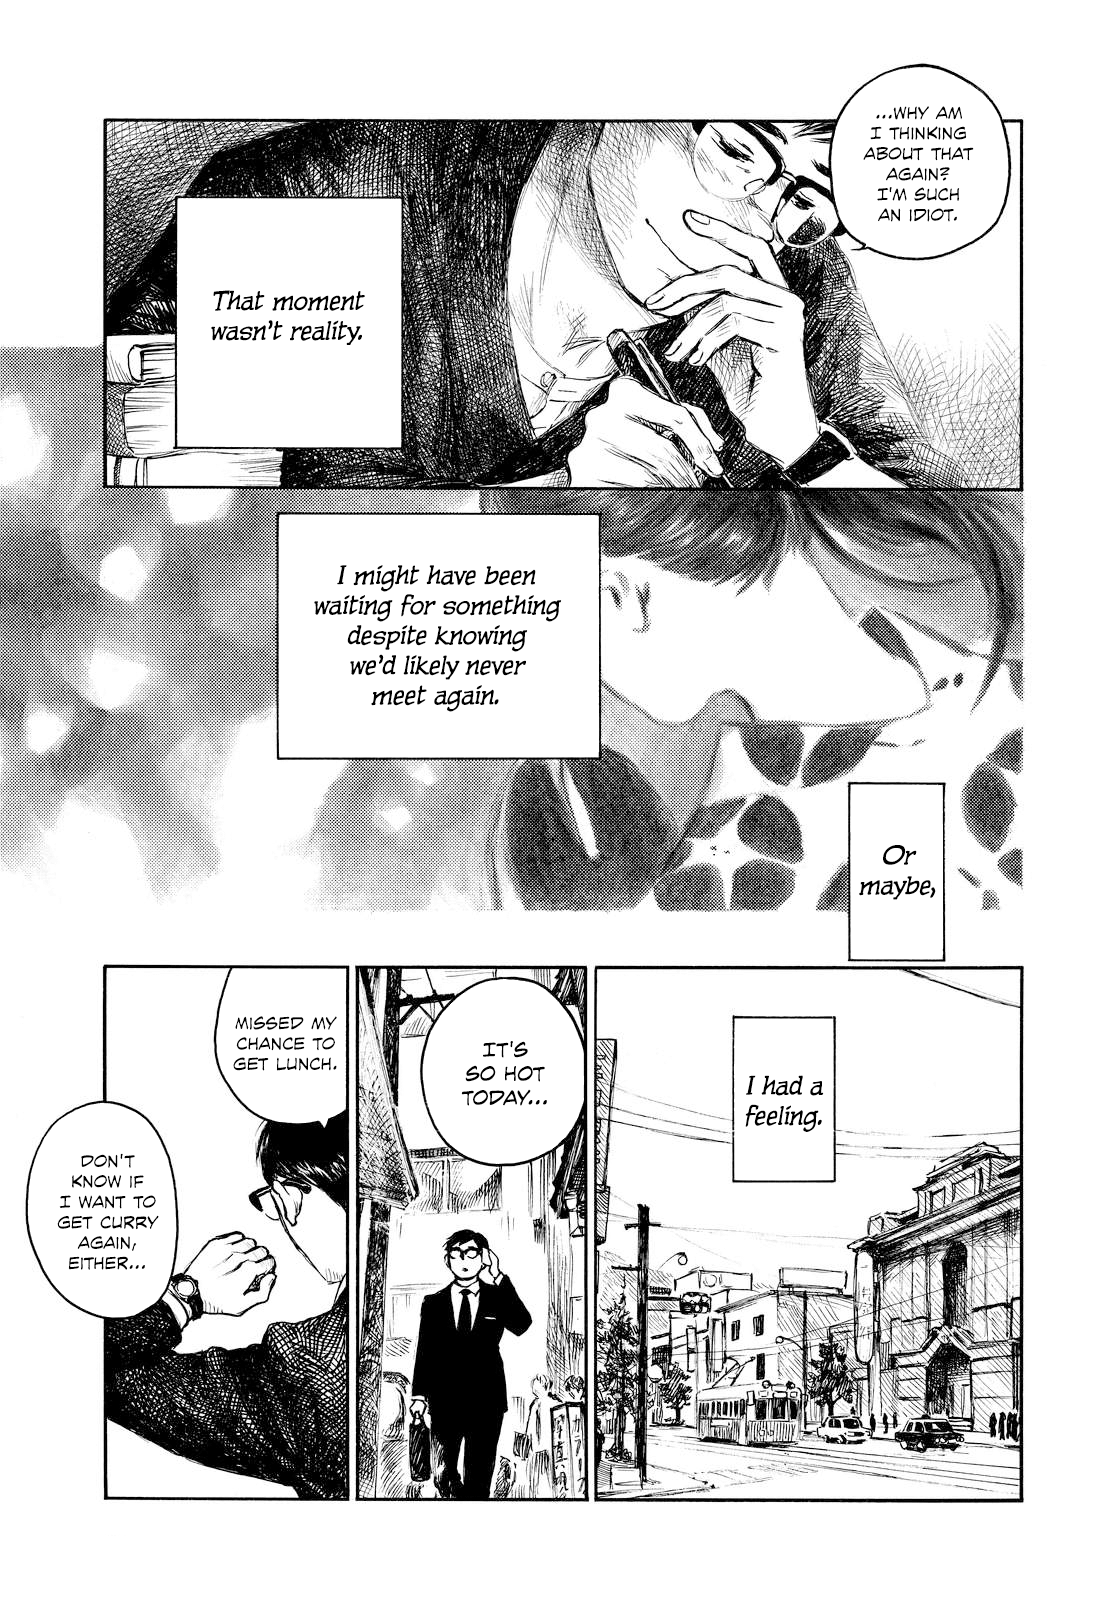 ...WHY AM
I THINKING
ABOUT THAT
AGAIN?
I'M SUCH
AN IDIOT.
That moment
wasn't reality.
I might have been
waiting for something
despite knowing
we'd likely never
meet again.
Or
maybe,
I had a
feeling.
IT'S
SO HOT
TODAY...
MISSED MY
CHANCE TO
GET LUNCH.
DON'T
KNOW IF
I WANT TO
GET CURRY
AGAIN,
EITHER...